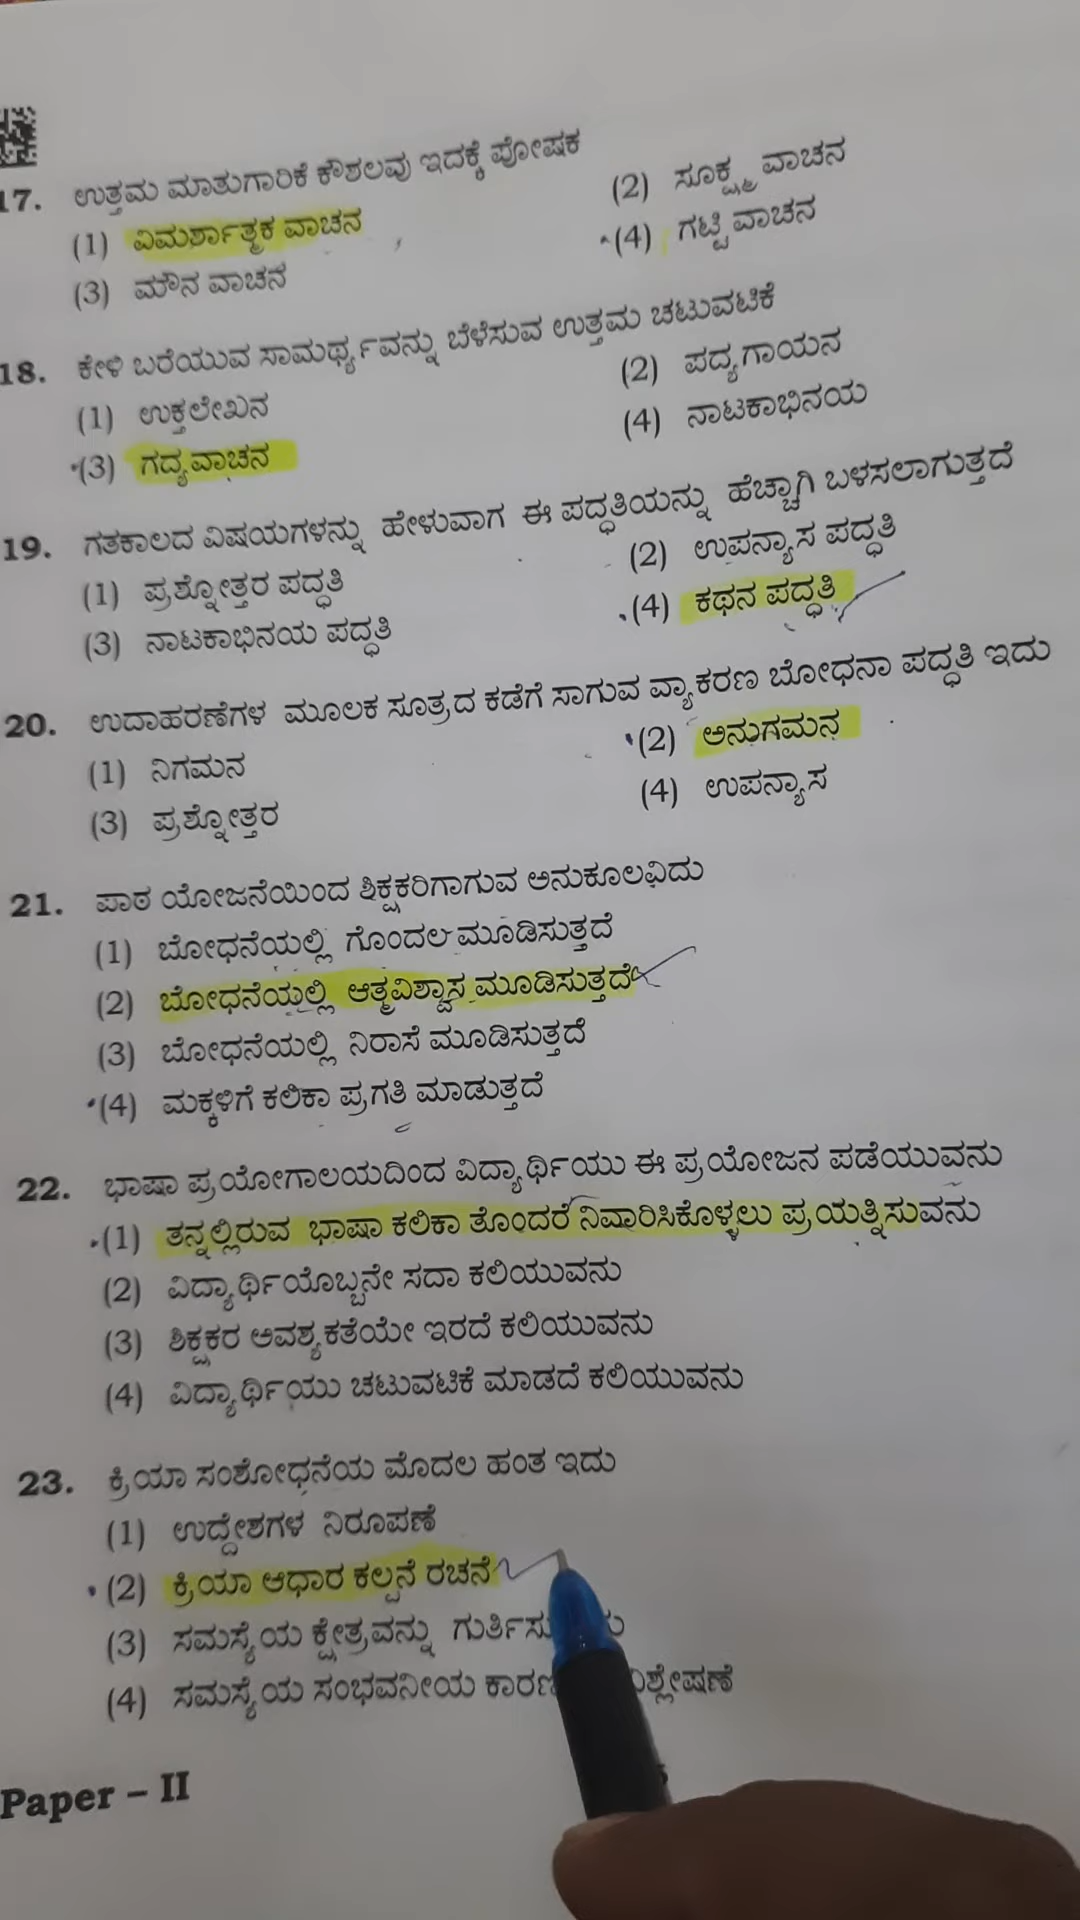 17. ಉತ್ತಮ ಮಾತುಗಾರಿಕೆ ಕೌಶಲವು ಇದಕ್ಕೆ ಪೋಷಕ
(1) ವಿಮರ್ಶಾತ್ಮಕ ವಾಚನ (2) ಸೂಕ್ಷ್ಮ ವಾಚನ
(3) ಮೌನ ವಾಚನ (4) ಗಟ್ಟಿ ವಾಚನ
18. ಕೇಳಿ ಬರೆಯುವ ಸಾಮರ್ಥ್ಯವನ್ನು ಬೆಳೆಸುವ ಉತ್ತಮ ಚಟುವಟಿಕೆ
(1) ಉಕ್ತಲೇಖನ (2) ಪದ್ಯಗಾಯನ
(3) ಗದ್ಯವಾಚನ (4) ನಾಟಕಾಭಿನಯ
19. ಗತಕಾಲದ ವಿಷಯಗಳನ್ನು ಹೇಳುವಾಗ ಈ ಪದ್ಧತಿಯನ್ನು ಹೆಚ್ಚಾಗಿ ಬಳಸಲಾಗುತ್ತದೆ
(1) ಪ್ರಶ್ನೋತ್ತರ ಪದ್ಧತಿ (2) ಉಪನ್ಯಾಸ ಪದ್ಧತಿ
(3) ನಾಟಕಾಭಿನಯ ಪದ್ಧತಿ (4) ಕಥನ ಪದ್ಧತಿ
20. ಉದಾಹರಣೆಗಳ ಮೂಲಕ ಸೂತ್ರದ ಕಡೆಗೆ ಸಾಗುವ ವ್ಯಾಕರಣ ಬೋಧನಾ ಪದ್ಧತಿ ಇದು
(1) ನಿಗಮನ (2) ಅನುಗಮನ
(3) ಪ್ರಶ್ನೋತ್ತರ (4) ಉಪನ್ಯಾಸ
21. ಪಾಠ ಯೋಜನೆಯಿಂದ ಶಿಕ್ಷಕರಿಗಾಗುವ ಅನುಕೂಲವಿದು
(1) ಬೋಧನೆಯಲ್ಲಿ ಗೊಂದಲ ಮೂಡಿಸುತ್ತದೆ
(2) ಬೋಧನೆಯಲ್ಲಿ ಆತ್ಮವಿಶ್ವಾಸ ಮೂಡಿಸುತ್ತದೆ
(3) ಬೋಧನೆಯಲ್ಲಿ ನಿರಾಸೆ ಮೂಡಿಸುತ್ತದೆ
(4) ಮಕ್ಕಳಿಗೆ ಕಲಿಕಾ ಪ್ರಗತಿ ಮಾಡುತ್ತದೆ
22. ಭಾಷಾ ಪ್ರಯೋಗಾಲಯದಿಂದ ವಿದ್ಯಾರ್ಥಿಯು ಈ ಪ್ರಯೋಜನ ಪಡೆಯುವನು
(1) ತನ್ನಲ್ಲಿರುವ ಭಾಷಾ ಕಲಿಕಾ ತೊಂದರೆ ನಿವಾರಿಸಿಕೊಳ್ಳಲು ಪ್ರಯತ್ನಿಸುವನು
(2) ವಿದ್ಯಾರ್ಥಿಯೊಬ್ಬನೇ ಸದಾ ಕಲಿಯುವನು
(3) ಶಿಕ್ಷಕರ ಅವಶ್ಯಕತೆಯೇ ಇರದೆ ಕಲಿಯುವನು
(4) ವಿದ್ಯಾರ್ಥಿಯು ಚಟುವಟಿಕೆ ಮಾಡದೆ ಕಲಿಯುವನು
23. ಕ್ರಿಯಾ ಸಂಶೋಧನೆಯ ಮೊದಲ ಹಂತ ಇದು
(1) ಉದ್ದೇಶಗಳ ನಿರೂಪಣೆ
(2) ಕ್ರಿಯಾ ಆಧಾರ ಕಲ್ಪನೆ ರಚನೆ
(3) ಸಮಸ್ಯೆಯ ಕ್ಷೇತ್ರವನ್ನು
(4) ಸಮಸ್ಯೆಯ ಸಂಭವನೀಯ
Paper – II